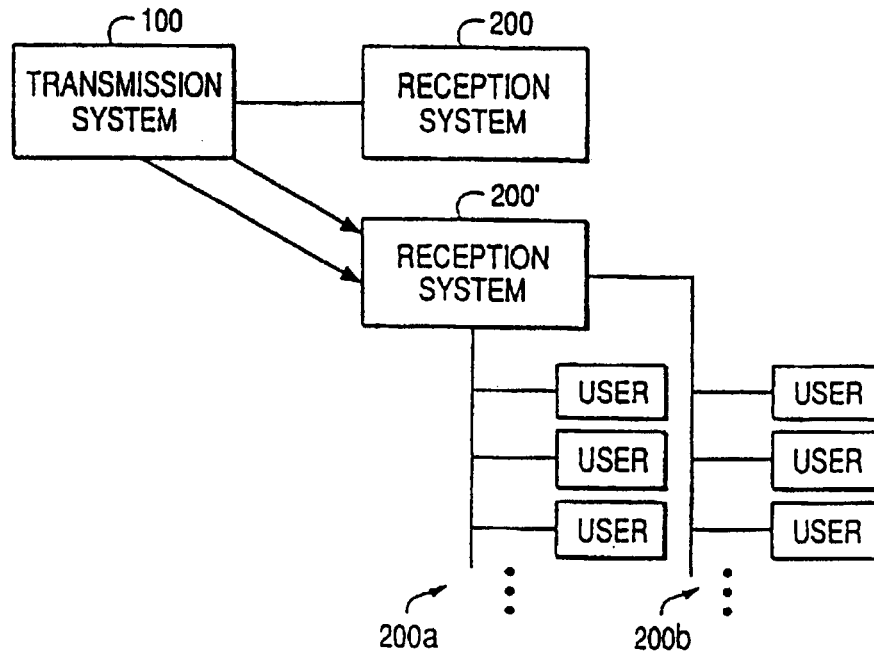 100
TRANSMISSION
SYSTEM
200
RECEPTION
SYSTEM
200'
RECEPTION
SYSTEM
USER
USER
USER
USER
USER
USER
200a
200b